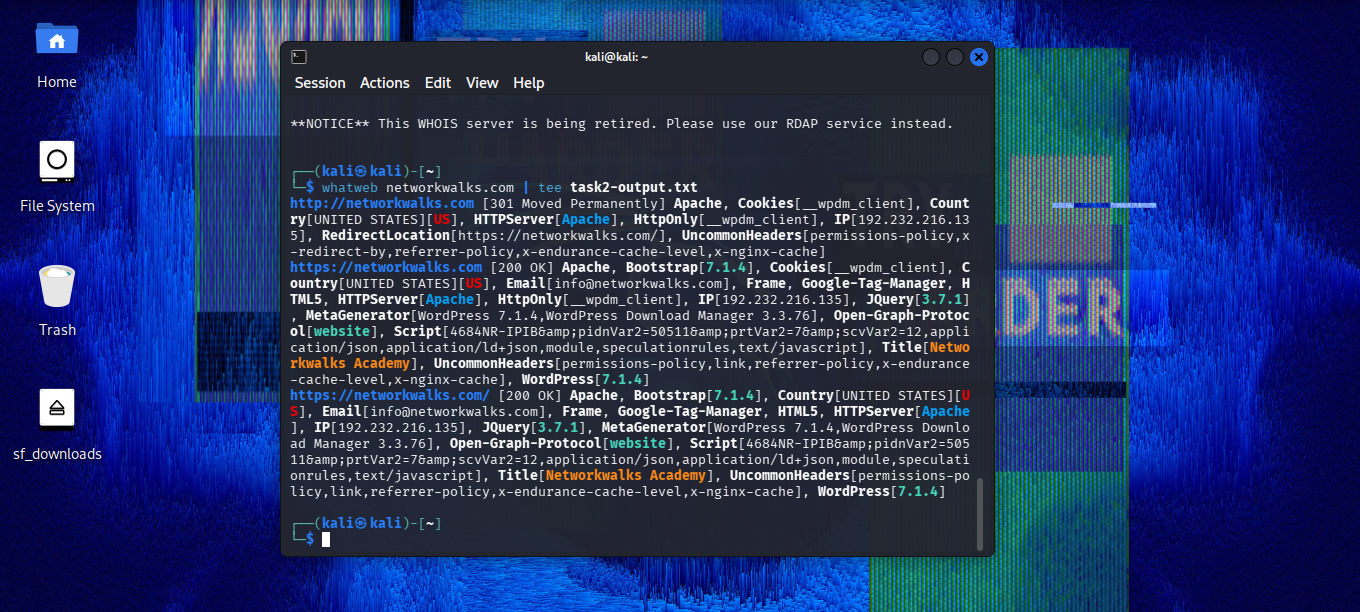 Home
File System
Trash
sf_downloads
kali@kali: ~
Session Actions Edit View Help
**NOTICE** This WHOIS server is being retired. Please use our RDAP service instead.
┌──(kali㉿kali)-[~]
└─$ whatweb networkwalks.com | tee task2-output.txt
http://networkwalks.com [301 Moved Permanently] Apache, Cookies[__wpdm_client], Count
ry[UNITED STATES][US], HTTPServer[Apache], HttpOnly[__wpdm_client], IP[192.232.216.13
5], RedirectLocation[https://networkwalks.com/], UncommonHeaders[permissions-policy,x
-redirect-by,referrer-policy,x-endurance-cache-level,x-nginx-cache]
https://networkwalks.com [200 OK] Apache, Bootstrap[7.1.4], Cookies[__wpdm_client], C
ountry[UNITED STATES][US], Email[info@networkwalks.com], Frame, Google-Tag-Manager, H
TML5, HTTPServer[Apache], HttpOnly[__wpdm_client], IP[192.232.216.135], JQuery[3.7.1]
, MetaGenerator[WordPress 7.1.4,WordPress Download Manager 3.3.76], Open-Graph-Protoc
ol[website], Script[4684NR-IPIB&amp;pidnVar2=50511&amp;prtVar2=7&amp;scvVar2=12,appli
cation/json,application/ld+json,module,speculationrules,text/javascript], Title[Netwo
rkwalks Academy], UncommonHeaders[permissions-policy,link,referrer-policy,x-endurance
-cache-level,x-nginx-cache], WordPress[7.1.4]
https://networkwalks.com/ [200 OK] Apache, Bootstrap[7.1.4], Country[UNITED STATES][U
S], Email[info@networkwalks.com], Frame, Google-Tag-Manager, HTML5, HTTPServer[Apache
], IP[192.232.216.135], JQuery[3.7.1], MetaGenerator[WordPress 7.1.4,WordPress Downlo
ad Manager 3.3.76], Open-Graph-Protocol[website], Script[4684NR-IPIB&amp;pidnVar2=505
11&amp;prtVar2=7&amp;scvVar2=12,application/json,application/ld+json,module,speculati
onrules,text/javascript], Title[Networkwalks Academy], UncommonHeaders[permissions-po
licy,link,referrer-policy,x-endurance-cache-level,x-nginx-cache], WordPress[7.1.4]
┌──(kali㉿kali)-[~]
└─$